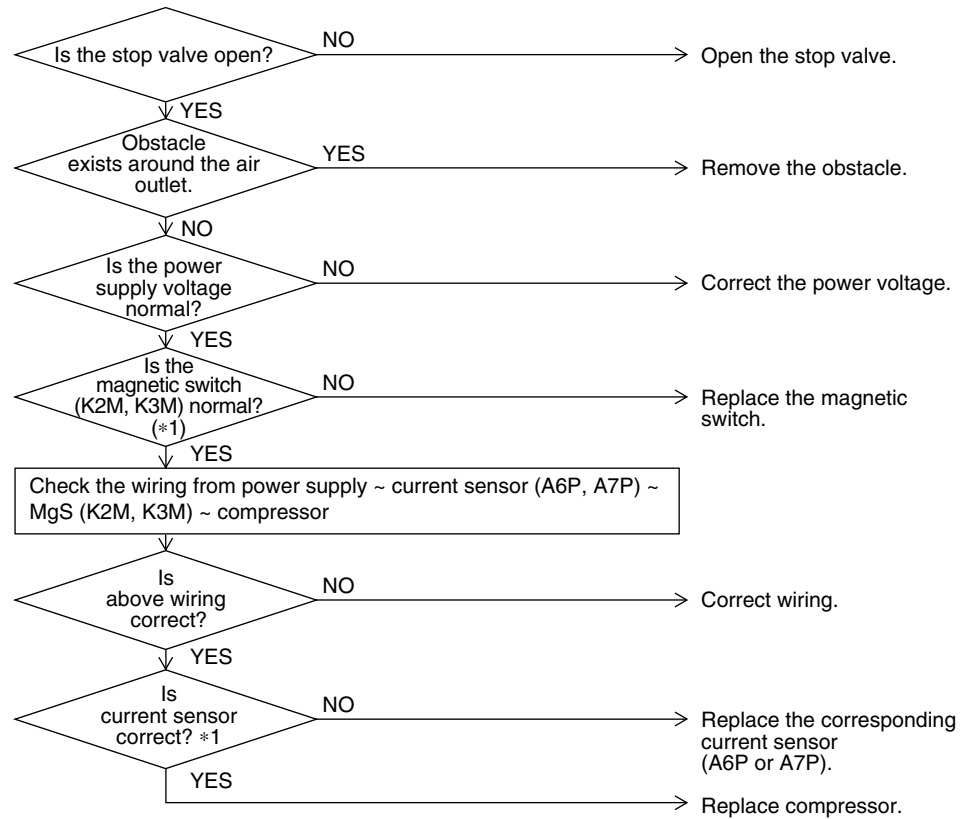 Is the stop valve open?
NO
Open the stop valve.
YES
Obstacle
exists around the air
outlet.
YES
Remove the obstacle.
NO
Is the power
supply voltage
normal?
NO
Correct the power voltage.
YES
Is the
magnetic switch
(K2M, K3M) normal?
(*1)
NO
Replace the magnetic
switch.
YES
Check the wiring from power supply ~ current sensor (A6P, A7P) ~
MgS (K2M, K3M) ~ compressor
Is
above wiring
correct?
NO
Correct wiring.
YES
Is
current sensor
correct? *1
NO
Replace the corresponding
current sensor
(A6P or A7P).
YES
Replace compressor.